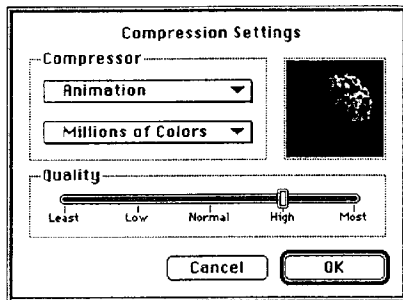 Compression Settings
Compressor
Animation
Millions of Colors
Quality
Least Low Normal High Most
Cancel OK